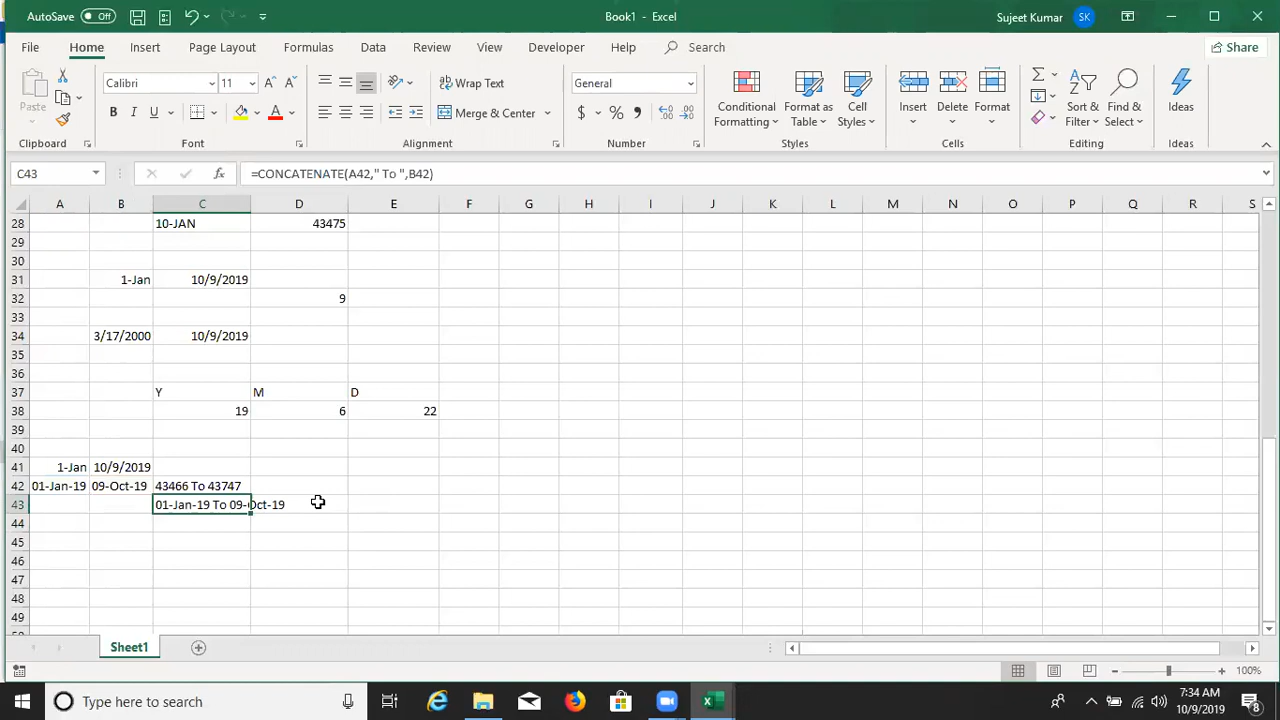 AutoSave Off Book1 - Excel Sujeet Kumar SK
File Home Insert Page Layout Formulas Data Review View Developer Help Search Share
Calibri 11 Wrap Text General
Paste B I U Merge & Center $ % , Conditional Formatting Format as Table Cell Styles Insert Delete Format Sort & Filter Find & Select Ideas
Clipboard Font Alignment Number Styles Cells Editing Ideas
C43 fx =CONCATENATE(A42," To ",B42)
A B C D E F G H I J K L M N O P Q R S
28 10-JAN 43475
29
30
31 1-Jan 10/9/2019
32 9
33
34 3/17/2000 10/9/2019
35
36
37 Y M D
38 19 6 22
39
40
41 1-Jan 10/9/2019
42 01-Jan-19 09-Oct-19 43466 To 43747
43 01-Jan-19 To 09-Oct-19
44
45
46
47
48
49
Sheet1
100%
Type here to search 7:34 AM
10/9/2019 8